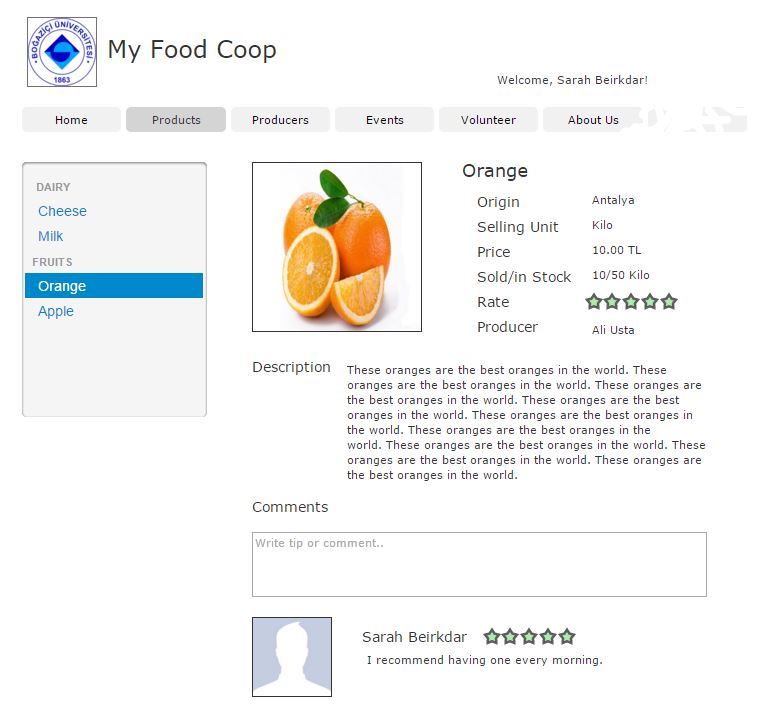 BOĞAZİÇİ ÜNİVERSİTESİ
1863
My Food Coop
Welcome, Sarah Beirkdar!
Home Products Producers Events Volunteer About Us
DAIRY
Cheese
Milk
FRUITS
Orange
Apple
Orange
Origin Antalya
Selling Unit Kilo
Price 10.00 TL
Sold/in Stock 10/50 Kilo
Rate
Producer Ali Usta
Description
These oranges are the best oranges in the world. These
oranges are the best oranges in the world. These oranges are
the best oranges in the world. These oranges are the best
oranges in the world. These oranges are the best oranges in
the world. These oranges are the best oranges in the
world. These oranges are the best oranges in the world. These
oranges are the best oranges in the world. These oranges are
the best oranges in the world.
Comments
Write tip or comment..
Sarah Beirkdar
I recommend having one every morning.